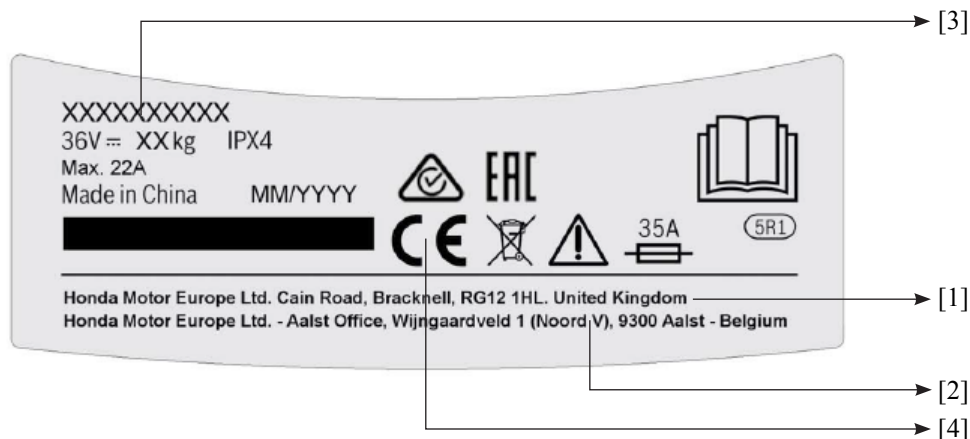 [3]
XXXXXXXXXX
36V XX kg IPX4
Max. 22A
Made in China MM/YYYY
EAC
CE
35A
5R1
Honda Motor Europe Ltd. Cain Road, Bracknell, RG12 1HL. United Kingdom
[1]
Honda Motor Europe Ltd. - Aalst Office, Wijngaardveld 1 (Noord V), 9300 Aalst - Belgium
[2]
[4]